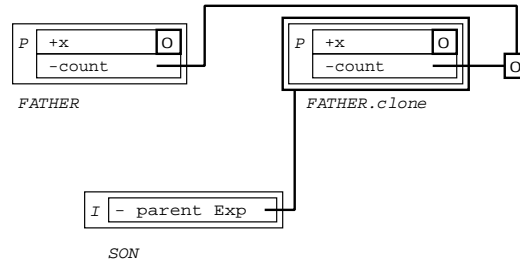 P +x O
-count
FATHER
P +x O
-count
O
FATHER.clone
I - parent Exp
SON